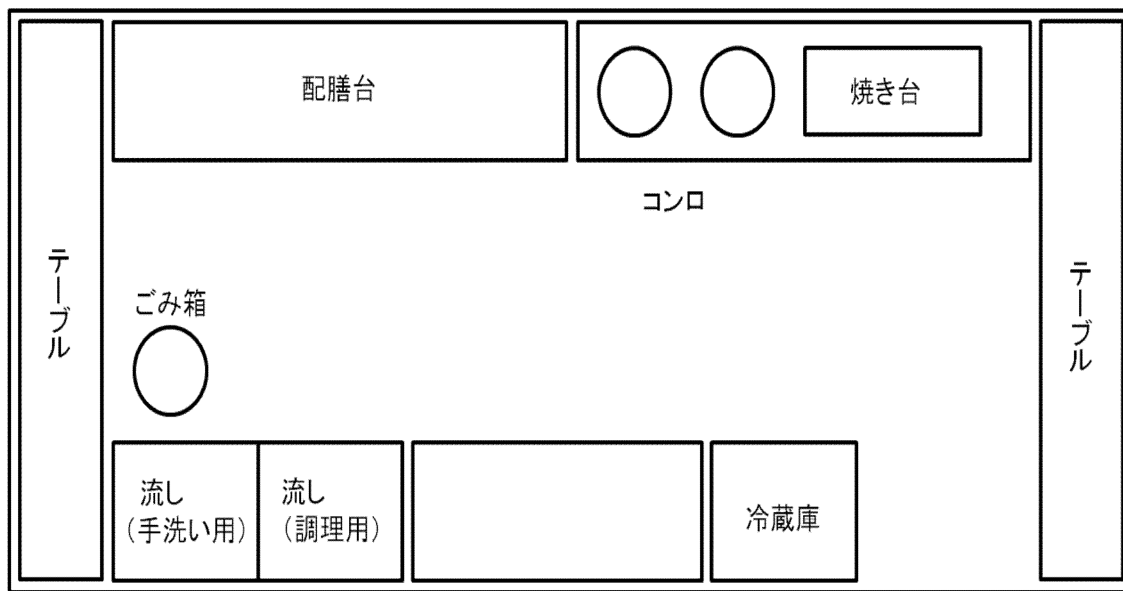 配膳台
焼き台
コンロ
テーブル
ごみ箱
テーブル
流し
(手洗い用)
流し
(調理用)
冷蔵庫